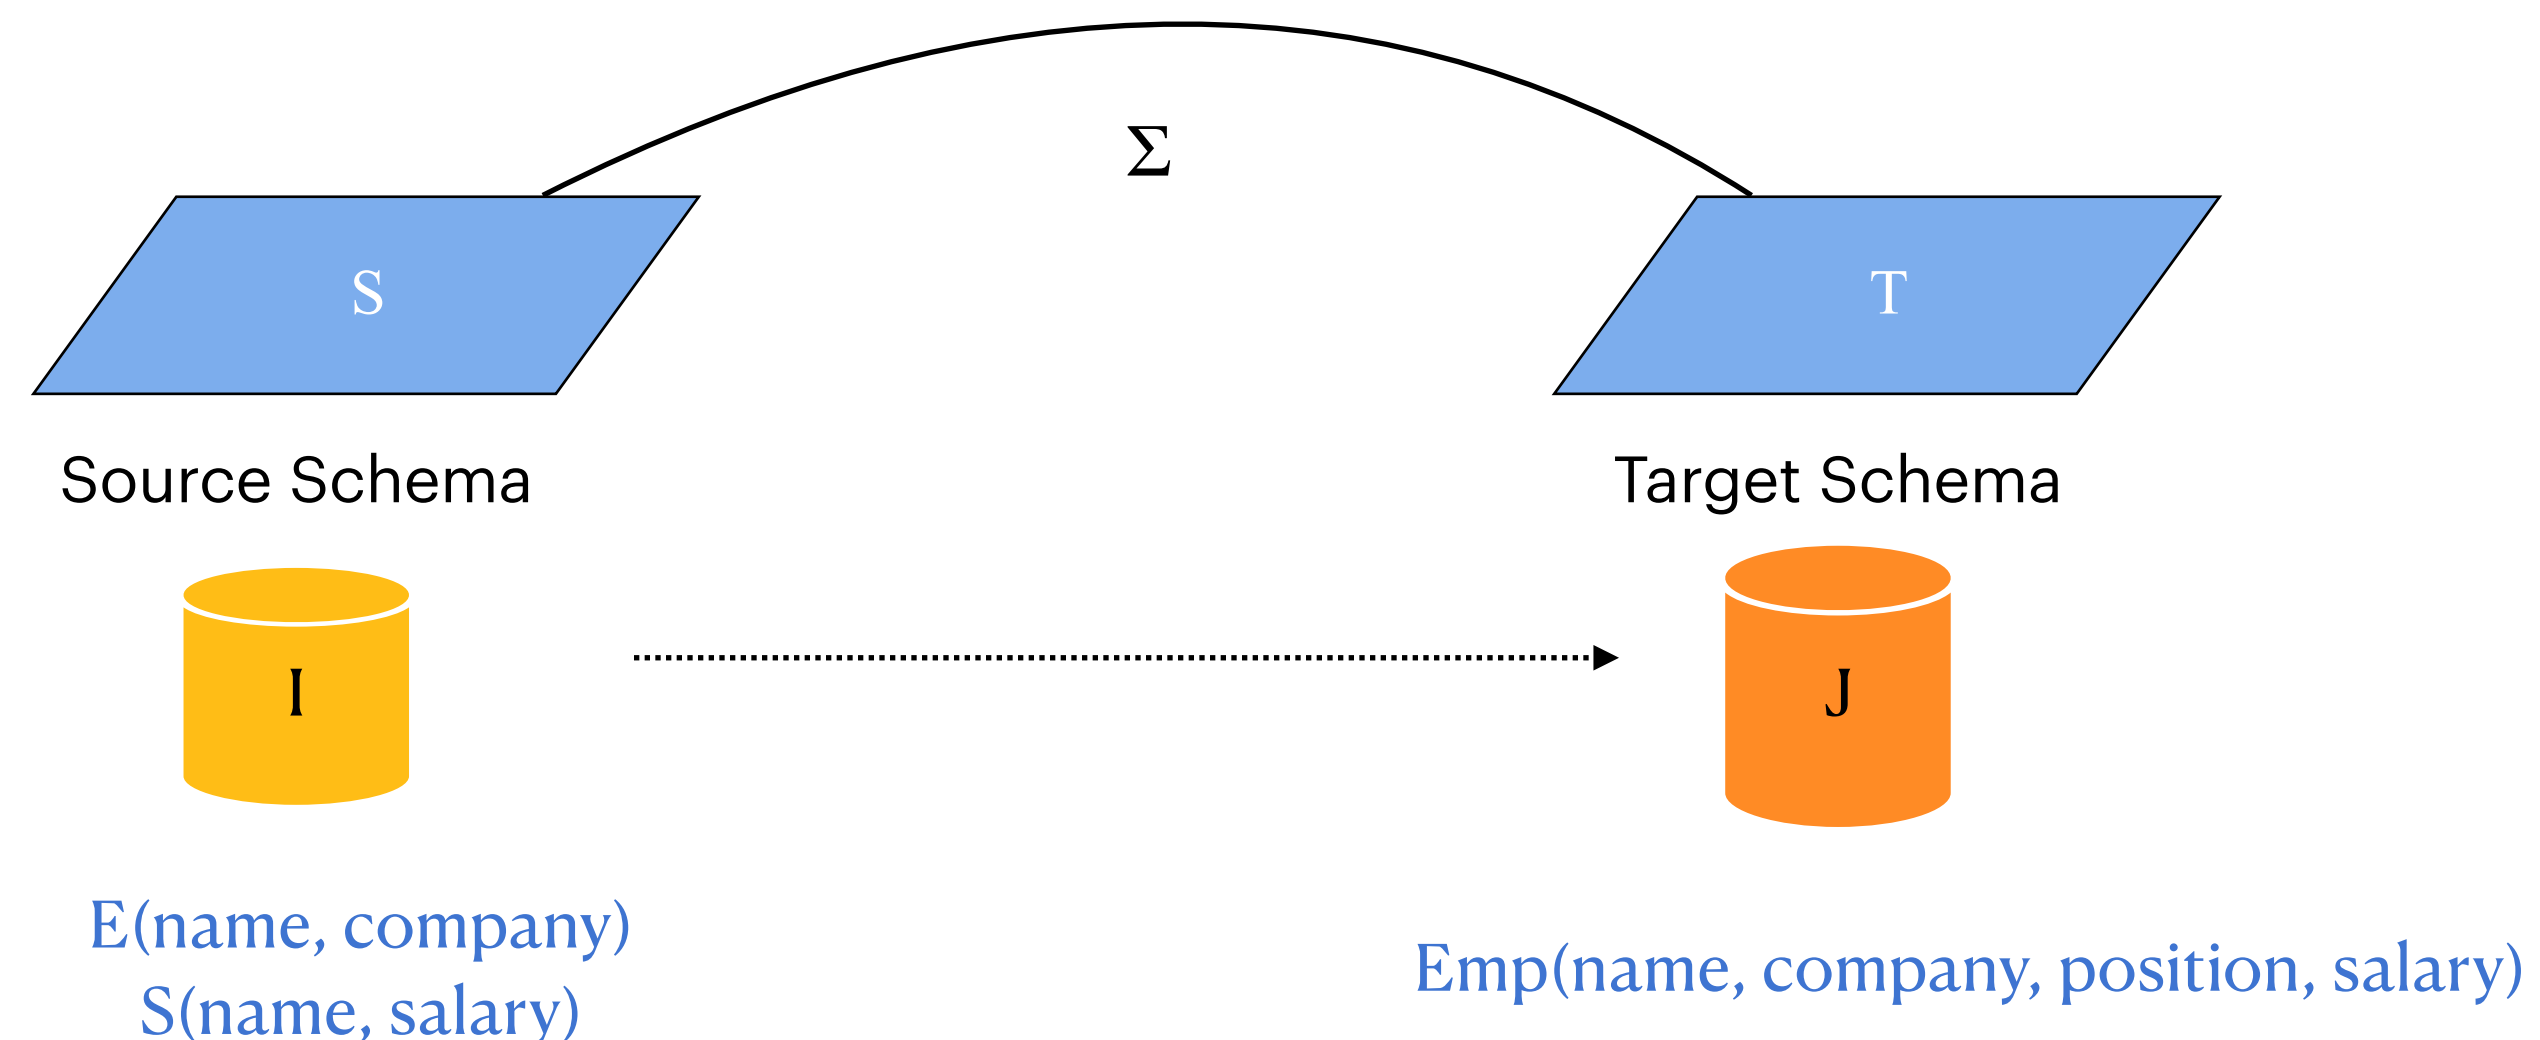 Σ
S
T
Source Schema
Target Schema
I
J
E(name, company)
S(name, salary)
Emp(name, company, position, salary)